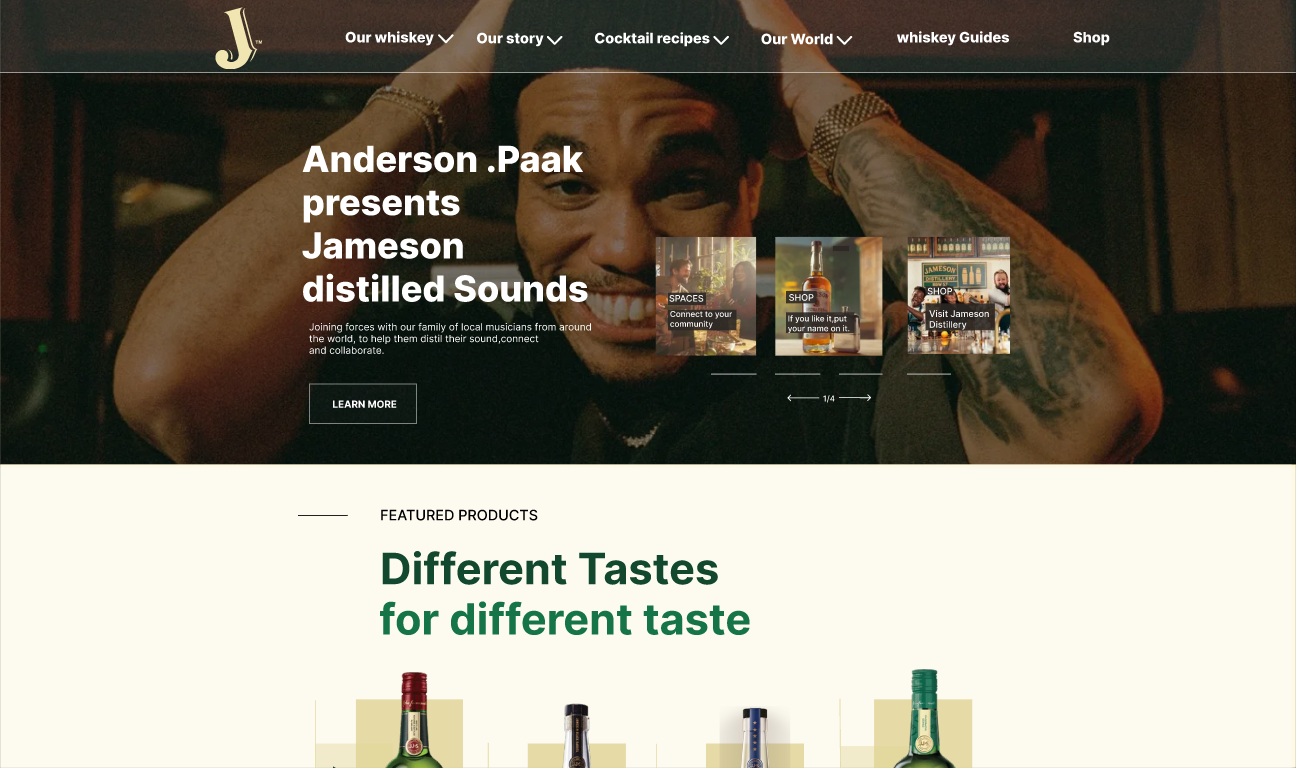 J™
Our whiskey
Our story
Cocktail recipes
Our World
whiskey Guides
Shop
Anderson .Paak
presents
Jameson
distilled Sounds
Joining forces with our family of local musicians from around
the world, to help them distil their sound,connect
and collaborate.
LEARN MORE
SPACES
Connect to your
community
SHOP
If you like it,put
your name on it.
JAMESON
DISTILLERY
SHOP
Visit Jameson
Distillery
1/4
FEATURED PRODUCTS
Different Tastes
for different taste